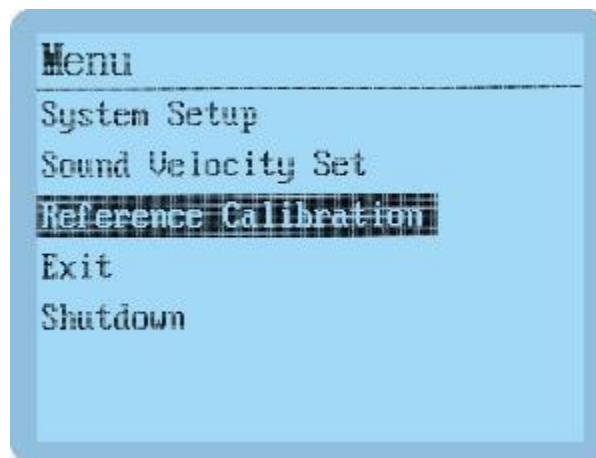 Menu
System Setup
Sound Velocity Set
Reference Calibration
Exit
Shutdown